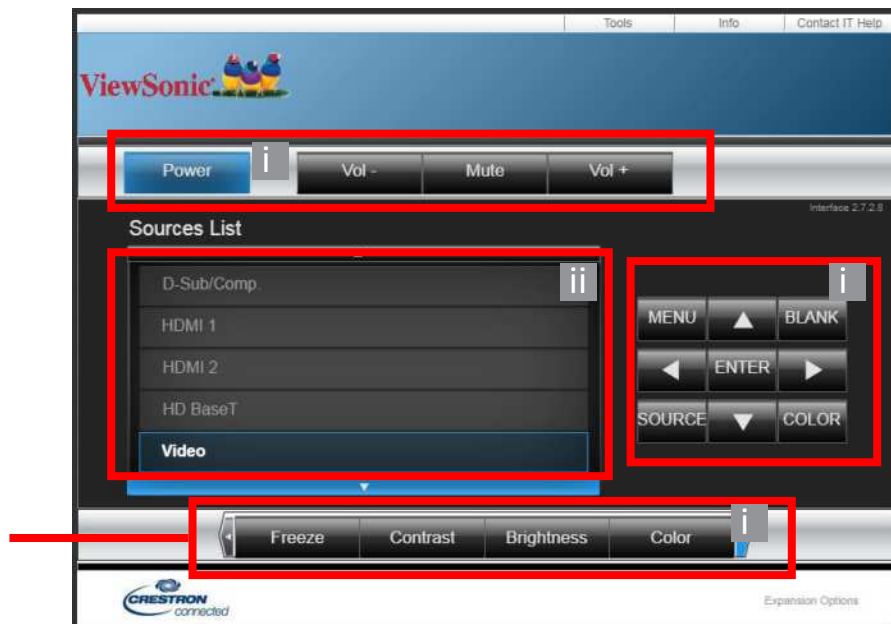 Tools Info Contact IT Help
ViewSonic
Power i Vol - Mute Vol +
Interface 2.7.2.8
Sources List
D-Sub/Comp. ii i
HDMI 1
MENU BLANK
HDMI 2
ENTER
HD BaseT
SOURCE COLOR
Video
Freeze Contrast Brightness Color i
CRESTRON
connected
Expansion Options